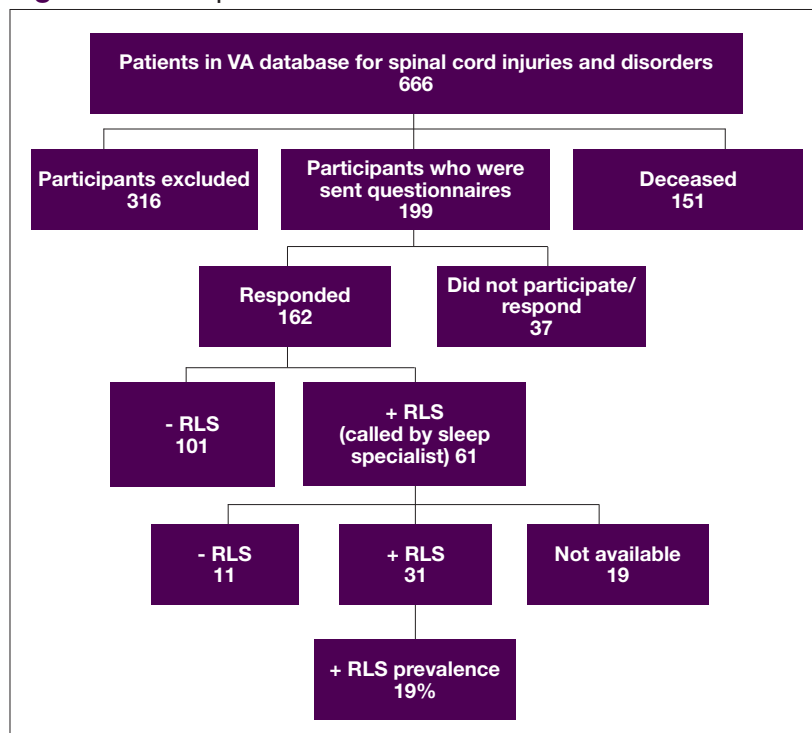 Patients in VA database for spinal cord injuries and disorders
666
Participants excluded
316
Participants who were
sent questionnaires
199
Deceased
151
Responded
162
Did not participate/
respond
37
- RLS
101
+ RLS
(called by sleep
specialist) 61
- RLS
11
+ RLS
31
Not available
19
+ RLS prevalence
19%